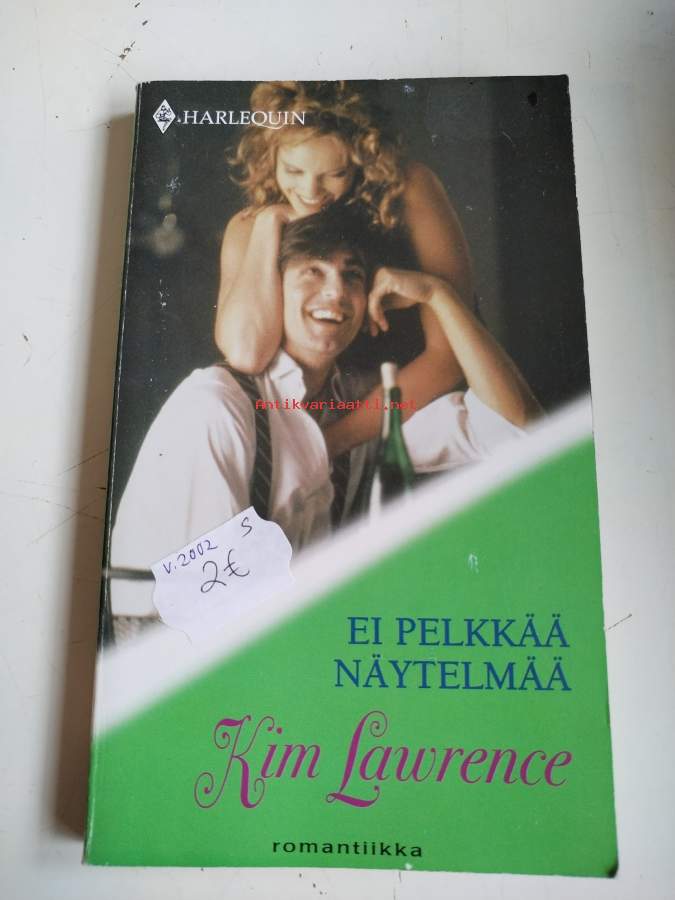 HARLEQUIN
Antikvariaatti.net
v.2002 S
2€
EI PELKKÄÄ
NÄYTELMÄÄ
Kim Lawrence
romantiikka